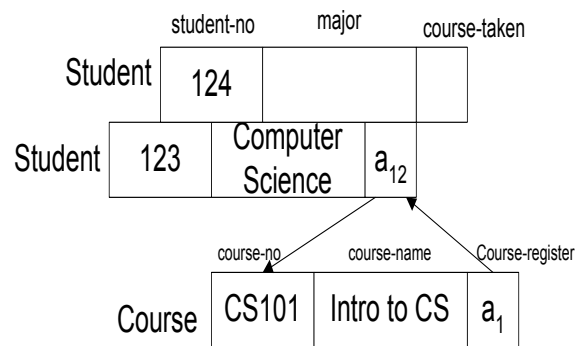 student-no major course-taken
Student 124
Student 123 Computer Science a12
course-no course-name Course-register
Course CS101 Intro to CS a1